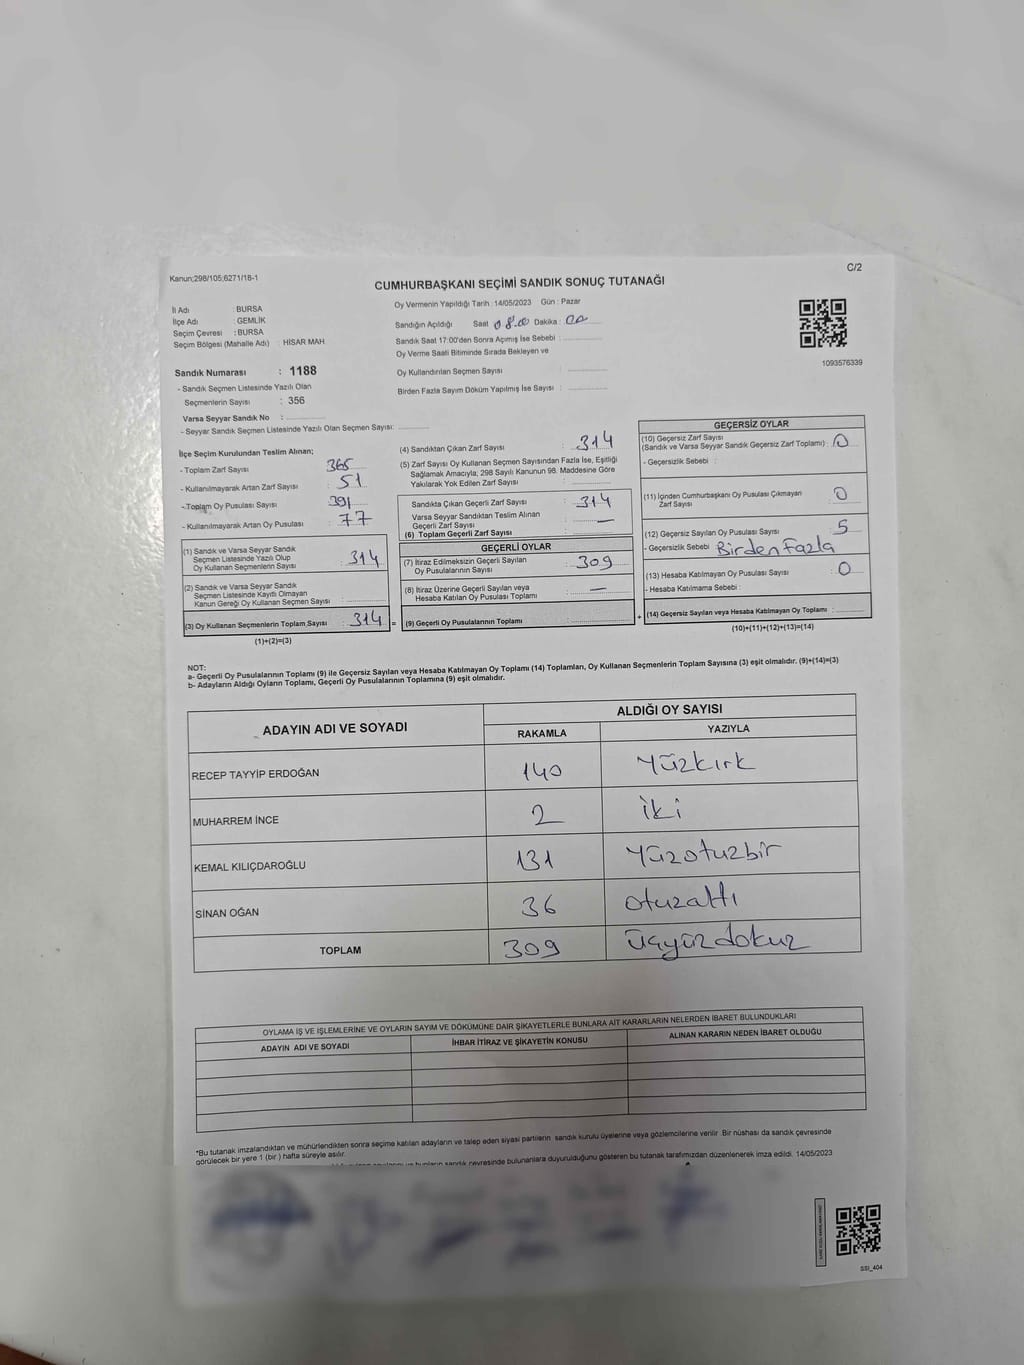 Kanun;298/105;6271/18-1
C/2
CUMHURBAŞKANI SEÇİMİ SANDIK SONUÇ TUTANAĞI
İl Adı : BURSA
İlçe Adı : GEMLİK
Seçim Çevresi : BURSA
Seçim Bölgesi (Mahalle Adı) : HİSAR MAH.
Sandık Numarası : 1188
- Sandık Seçmen Listesinde Yazılı Olan
Seçmenlerin Sayısı : 356
Varsa Seyyar Sandık No :
- Seyyar Sandık Seçmen Listesinde Yazılı Olan Seçmen Sayısı:
Oy Vermenin Yapıldığı Tarih :14/05/2023 Gün : Pazar
Sandığın Açıldığı Saat 08.00 Dakika : 00
Sandık Saat 17:00'den Sonra Açımış İse Sebebi :
Oy Verme Saati Bitiminde Sırada Bekleyen ve
Oy Kullandırılan Seçmen Sayısı :
Birden Fazla Sayım Döküm Yapılmış İse Sayısı :
1093576339
İlçe Seçim Kurulundan Teslim Alınan;
- Toplam Zarf Sayısı : 365
- Kullanılmayarak Artan Zarf Sayısı : 51
- Toplam Oy Pusulası Sayısı : 391
- Kullanılmayarak Artan Oy Pusulası : 77
(1) Sandık ve Varsa Seyyar Sandık
Seçmen Listesinde Yazılı Olup
Oy Kullanan Seçmenlerin Sayısı : 314
(2) Sandık ve Varsa Seyyar Sandık
Seçmen Listesinde Kayıtlı Olmayan
Kanun Gereği Oy Kullanan Seçmen Sayısı :
(3) Oy Kullanan Seçmenlerin Toplam Sayısı : 314 =
(1)+(2)=(3)
(4) Sandıktan Çıkan Zarf Sayısı : 314
(5) Zarf Sayısı Oy Kullanan Seçmen Sayısından Fazla İse, Eşitliği
Sağlamak Amacıyla; 298 Sayılı Kanunun 98. Maddesine Göre
Yakılarak Yok Edilen Zarf Sayısı :
Sandıkta Çıkan Geçerli Zarf Sayısı : 314
Varsa Seyyar Sandıktan Teslim Alınan
Geçerli Zarf Sayısı : —
(6) Toplam Geçerli Zarf Sayısı :
GEÇERLİ OYLAR
(7) İtiraz Edilmeksizin Geçerli Sayılan
Oy Pusulalarının Sayısı : 309
(8) İtiraz Üzerine Geçerli Sayılan veya
Hesaba Katılan Oy Pusulası Toplamı : —
(9) Geçerli Oy Pusulalarının Toplamı : +
GEÇERSİZ OYLAR
(10) Geçersiz Zarf Sayısı
(Sandık ve Varsa Seyyar Sandık Geçersiz Zarf Toplamı) : 0
- Geçersizlik Sebebi :
(11) İçinden Cumhurbaşkanı Oy Pusulası Çıkmayan
Zarf Sayısı : 0
(12) Geçersiz Sayılan Oy Pusulası Sayısı : 5
- Geçersizlik Sebebi : Birden Fazla
(13) Hesaba Katılmayan Oy Pusulası Sayısı : 0
- Hesaba Katılmama Sebebi :
(14) Geçersiz Sayılan veya Hesaba Katılmayan Oy Toplamı :
(10)+(11)+(12)+(13)=(14)
NOT:
a- Geçerli Oy Pusulalarının Toplamı (9) ile Geçersiz Sayılan veya Hesaba Katılmayan Oy Toplamı (14) Toplamları, Oy Kullanan Seçmenlerin Toplam Sayısına (3) eşit olmalıdır. (9)+(14)=(3)
b- Adayların Aldığı Oyların Toplamı, Geçerli Oy Pusulalarının Toplamına (9) eşit olmalıdır.
ADAYIN ADI VE SOYADI
ALDIĞI OY SAYISI
RAKAMLA YAZIYLA
RECEP TAYYİP ERDOĞAN 140 Yüzkırk
MUHARREM İNCE 2 iki
KEMAL KILIÇDAROĞLU 131 Yüzotuzbir
SİNAN OĞAN 36 otuzaltı
TOPLAM 309 Üçyüzdokuz
OYLAMA İŞ VE İŞLEMLERİNE VE OYLARIN SAYIM VE DÖKÜMÜNE DAİR ŞİKAYETLERLE BUNLARA AİT KARARLARIN NELERDEN İBARET BULUNDUKLARI
ADAYIN ADI VE SOYADI İHBAR İTİRAZ VE ŞİKAYETİN KONUSU ALINAN KARARIN NEDEN İBARET OLDUĞU
*Bu tutanak imzalandıktan ve mühürlendikten sonra seçime katılan adayların ve talep eden siyasi partilerin sandık kurulu üyelerine veya gözlemcilerine verilir. Bir nüshası da sandık çevresinde
görülecek bir yere 1 (bir) hafta süreyle asılır.
sandık çevresinde bulunanlara duyurulduğunu gösteren bu tutanak tarafımızdan düzenlenerek imza edildi. 14/05/2023
SSI_404